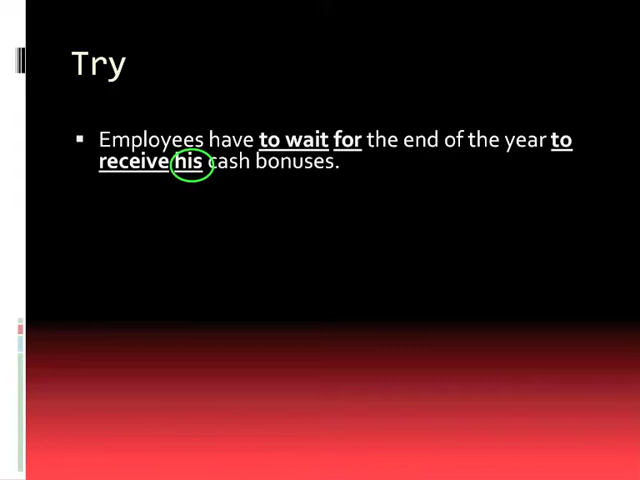 Try
Employees have to wait for the end of the year to
receive his cash bonuses.